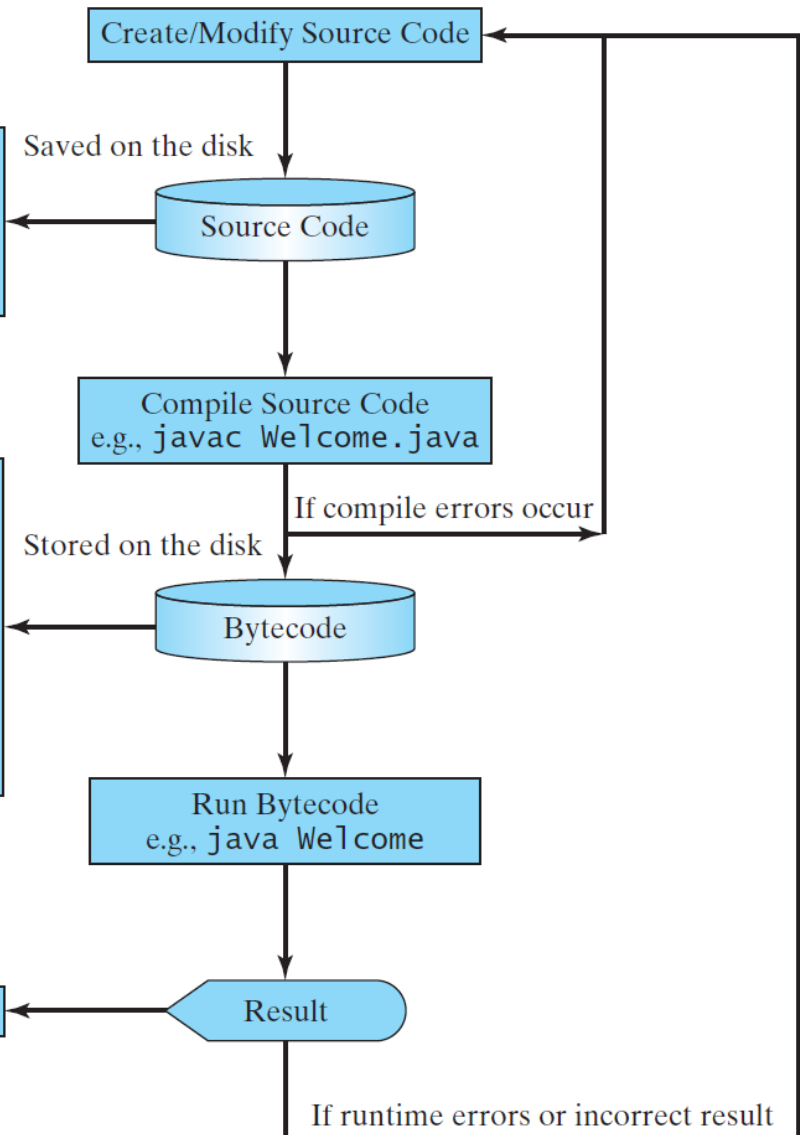 Create/Modify Source Code
Saved on the disk
Source Code
Compile Source Code
e.g., javac Welcome.java
If compile errors occur
Stored on the disk
Bytecode
Run Bytecode
e.g., java Welcome
Result
If runtime errors or incorrect result